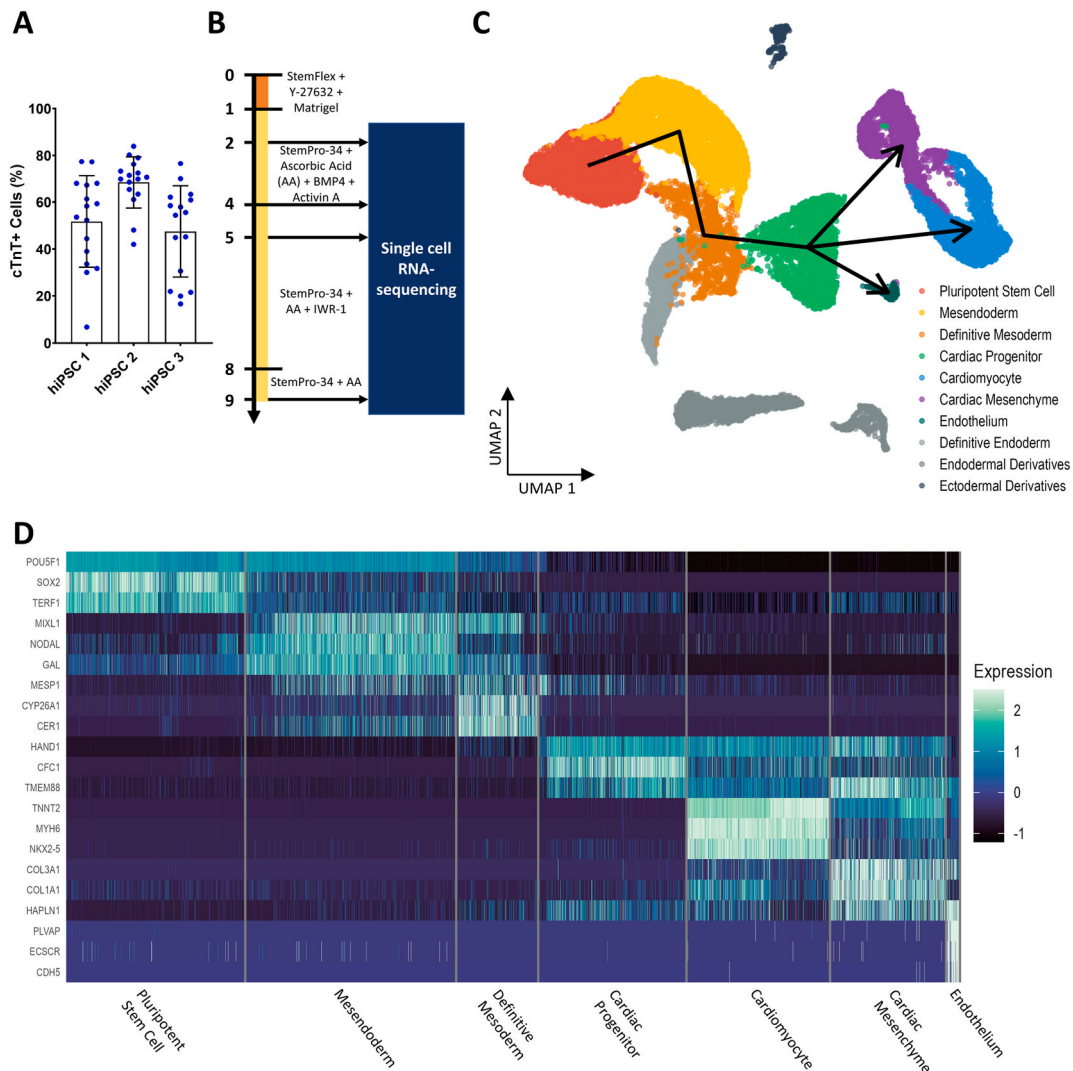 A
cTnT+ Cells (%)
100
80
60
40
20
0
hiPSC 1
hiPSC 2
hiPSC 3
B
0
1
2
4
5
8
9
StemFlex +
Y-27632 +
Matrigel
StemPro-34 +
Ascorbic Acid
(AA) + BMP4 +
Activin A
StemPro-34 +
AA + IWR-1
StemPro-34 + AA
Single cell
RNA-
sequencing
C
UMAP 2
UMAP 1
Pluripotent Stem Cell
Mesendoderm
Definitive Mesoderm
Cardiac Progenitor
Cardiomyocyte
Cardiac Mesenchyme
Endothelium
Definitive Endoderm
Endodermal Derivatives
Ectodermal Derivatives
D
POU5F1
SOX2
TERF1
MIXL1
NODAL
GAL
MESP1
CYP26A1
CER1
HAND1
CFC1
TMEM88
TNNT2
MYH6
NKX2-5
COL3A1
COL1A1
HAPLN1
PLVAP
ECSCR
CDH5
Pluripotent
Stem Cell
Mesendoderm
Definitive
Mesoderm
Cardiac
Progenitor
Cardiomyocyte
Cardiac
Mesenchyme
Endothelium
Expression
2
1
0
-1